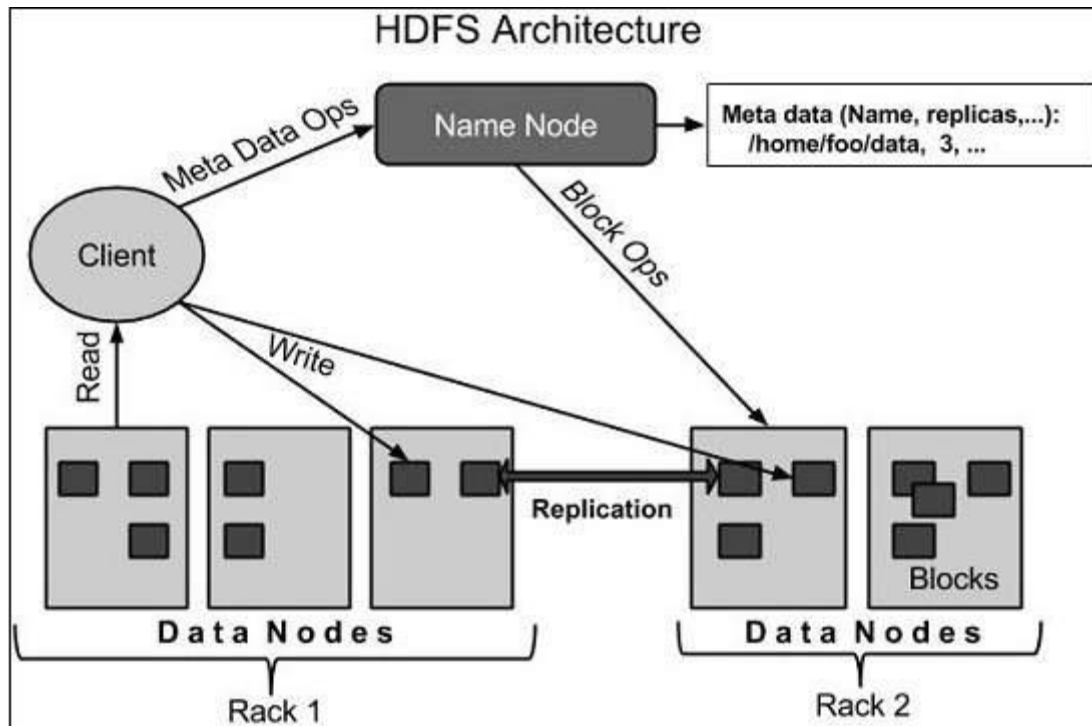 HDFS Architecture
Meta Data Ops
Name Node
Meta data (Name, replicas,...):
/home/foo/data, 3, ...
Client
Block Ops
Read
Write
Replication
Blocks
Data Nodes
Data Nodes
Rack 1
Rack 2